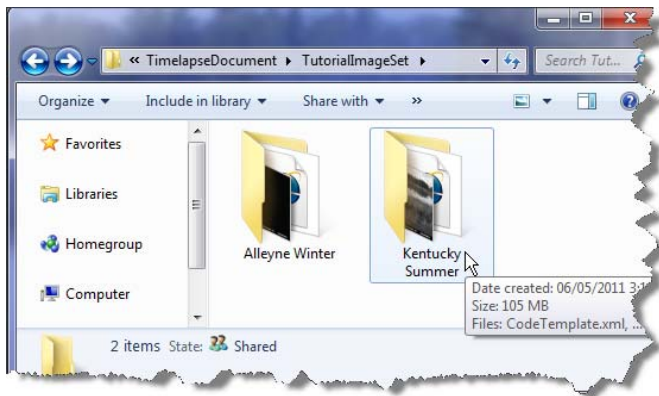 « TimelapseDocument ▸ TutorialImageSet ▸
Search Tut...
Organize ▾ Include in library ▾ Share with ▾ »
Favorites
Libraries
Homegroup
Computer
Alleyne Winter
Kentucky
Summer
Date created: 06/05/2011
Size: 105 MB
Files: CodeTemplate.xml, ...
2 items State: Shared